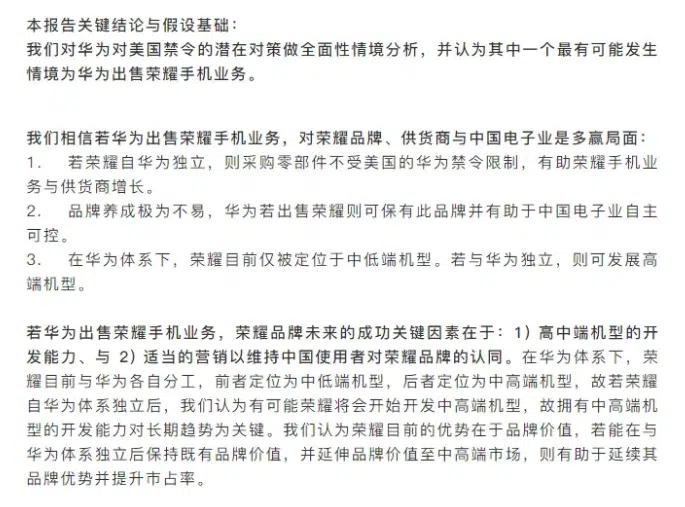 本报告关键结论与假设基础：
我们对华为对美国禁令的潜在对策做全面性情境分析，并认为其中一个最有可能发生
情境为华为出售荣耀手机业务。
我们相信若华为出售荣耀手机业务，对荣耀品牌、供货商与中国电子业是多赢局面：
1. 若荣耀自华为独立，则采购零部件不受美国的华为禁令限制，有助荣耀手机业
务与供货商增长。
2. 品牌养成极为不易，华为若出售荣耀则可保有此品牌并有助于中国电子业自主
可控。
3. 在华为体系下，荣耀目前仅被定位于中低端机型。若与华为独立，则可发展高
端机型。
若华为出售荣耀手机业务，荣耀品牌未来的成功关键因素在于：1）高中端机型的开
发能力、与 2）适当的营销以维持中国使用者对荣耀品牌的认同。在华为体系下，荣
耀目前与华为各自分工，前者定位为中低端机型，后者定位为中高端机型，故若荣耀
自华为体系独立后，我们认为有可能荣耀将会开始开发中高端机型，故拥有中高端机
型的开发能力对长期趋势为关键。我们认为荣耀目前的优势在于品牌价值，若能在与
华为体系独立后保持既有品牌价值，并延伸品牌价值至中高端市场，则有助于延续其
品牌优势并提升市占率。